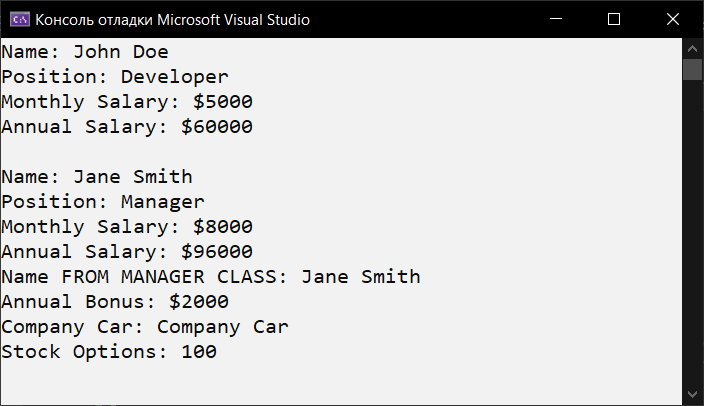 Консоль отладки Microsoft Visual Studio
Name: John Doe
Position: Developer
Monthly Salary: $5000
Annual Salary: $60000
Name: Jane Smith
Position: Manager
Monthly Salary: $8000
Annual Salary: $96000
Name FROM MANAGER CLASS: Jane Smith
Annual Bonus: $2000
Company Car: Company Car
Stock Options: 100